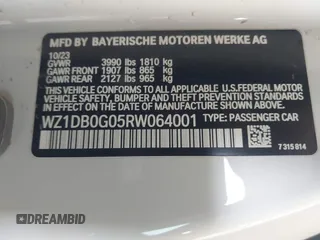 MFD BY BAYERISCHE MOTOREN WERKE AG
10/23
GVWR 3990 lbs 1810 kg
GAWR FRONT 1907 lbs 865 kg
GAWR REAR 2127 lbs 965 kg
THIS VEHICLE CONFORMS TO ALL APPLICABLE FEDERAL MOTOR VEHICLE SAFETY, BUMPER, AND THEFT PREVENTION STANDARDS IN EFFECT ON THE DATE OF MANUFACTURE SHOWN ABOVE.
WZ1DB0G05RW064001 TYPE: PASSENGER CAR
7 315 814
DREAMBID